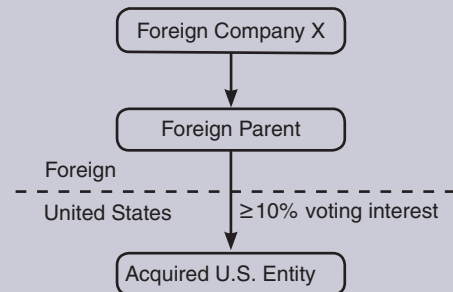 Foreign Company X
Foreign Parent
Foreign
United States
≥10% voting interest
Acquired U.S. Entity